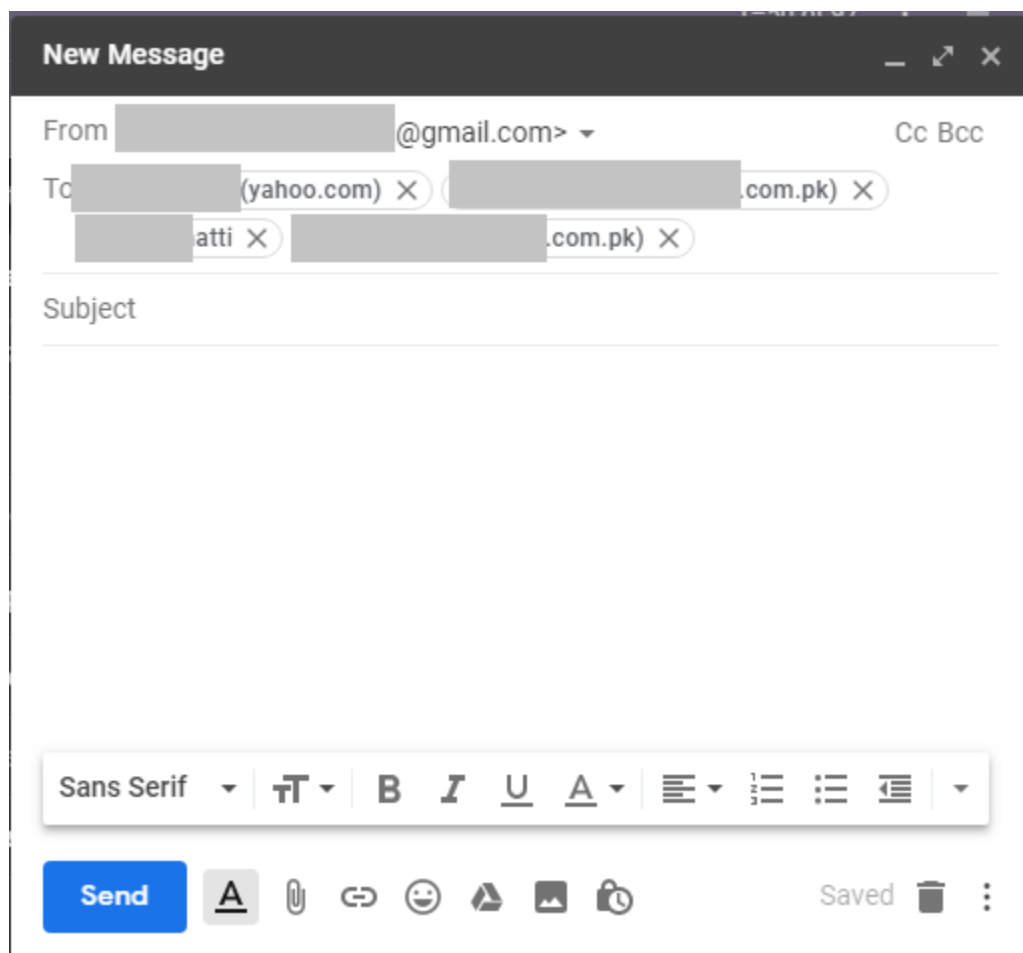 New Message
From @gmail.com> Cc Bcc
To (yahoo.com) .com.pk)
atti .com.pk)
Subject
Sans Serif
Send Saved